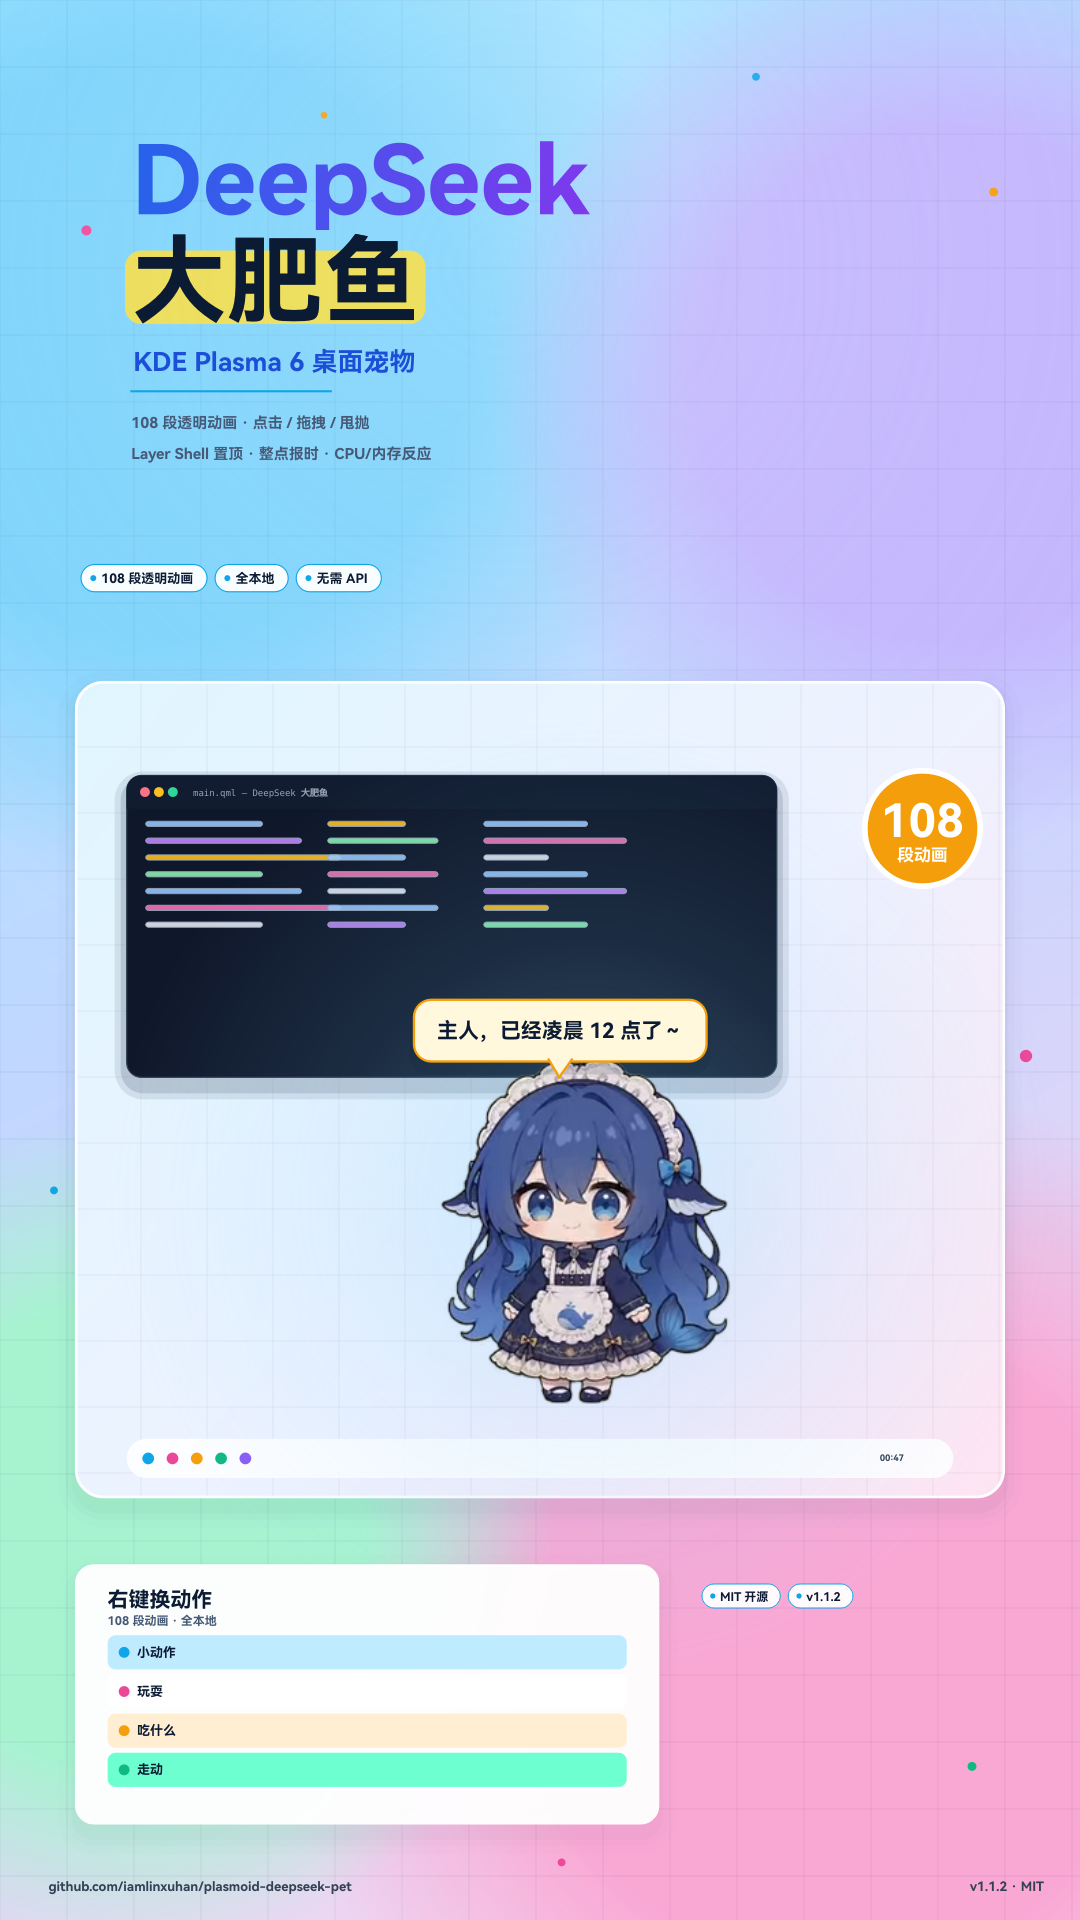 DeepSeek
大肥鱼
KDE Plasma 6 桌面宠物
108 段透明动画 · 点击 / 拖拽 / 甩抛
Layer Shell 置顶 · 整点报时 · CPU/内存反应
108 段透明动画
全本地
无需 API
main.qml — DeepSeek 大肥鱼
108
段动画
主人，已经凌晨 12 点了 ~
00:47
右键换动作
108 段动画 · 全本地
小动作
玩耍
吃什么
走动
MIT 开源
v1.1.2
github.com/iamlinxuhan/plasmoid-deepseek-pet
v1.1.2 · MIT